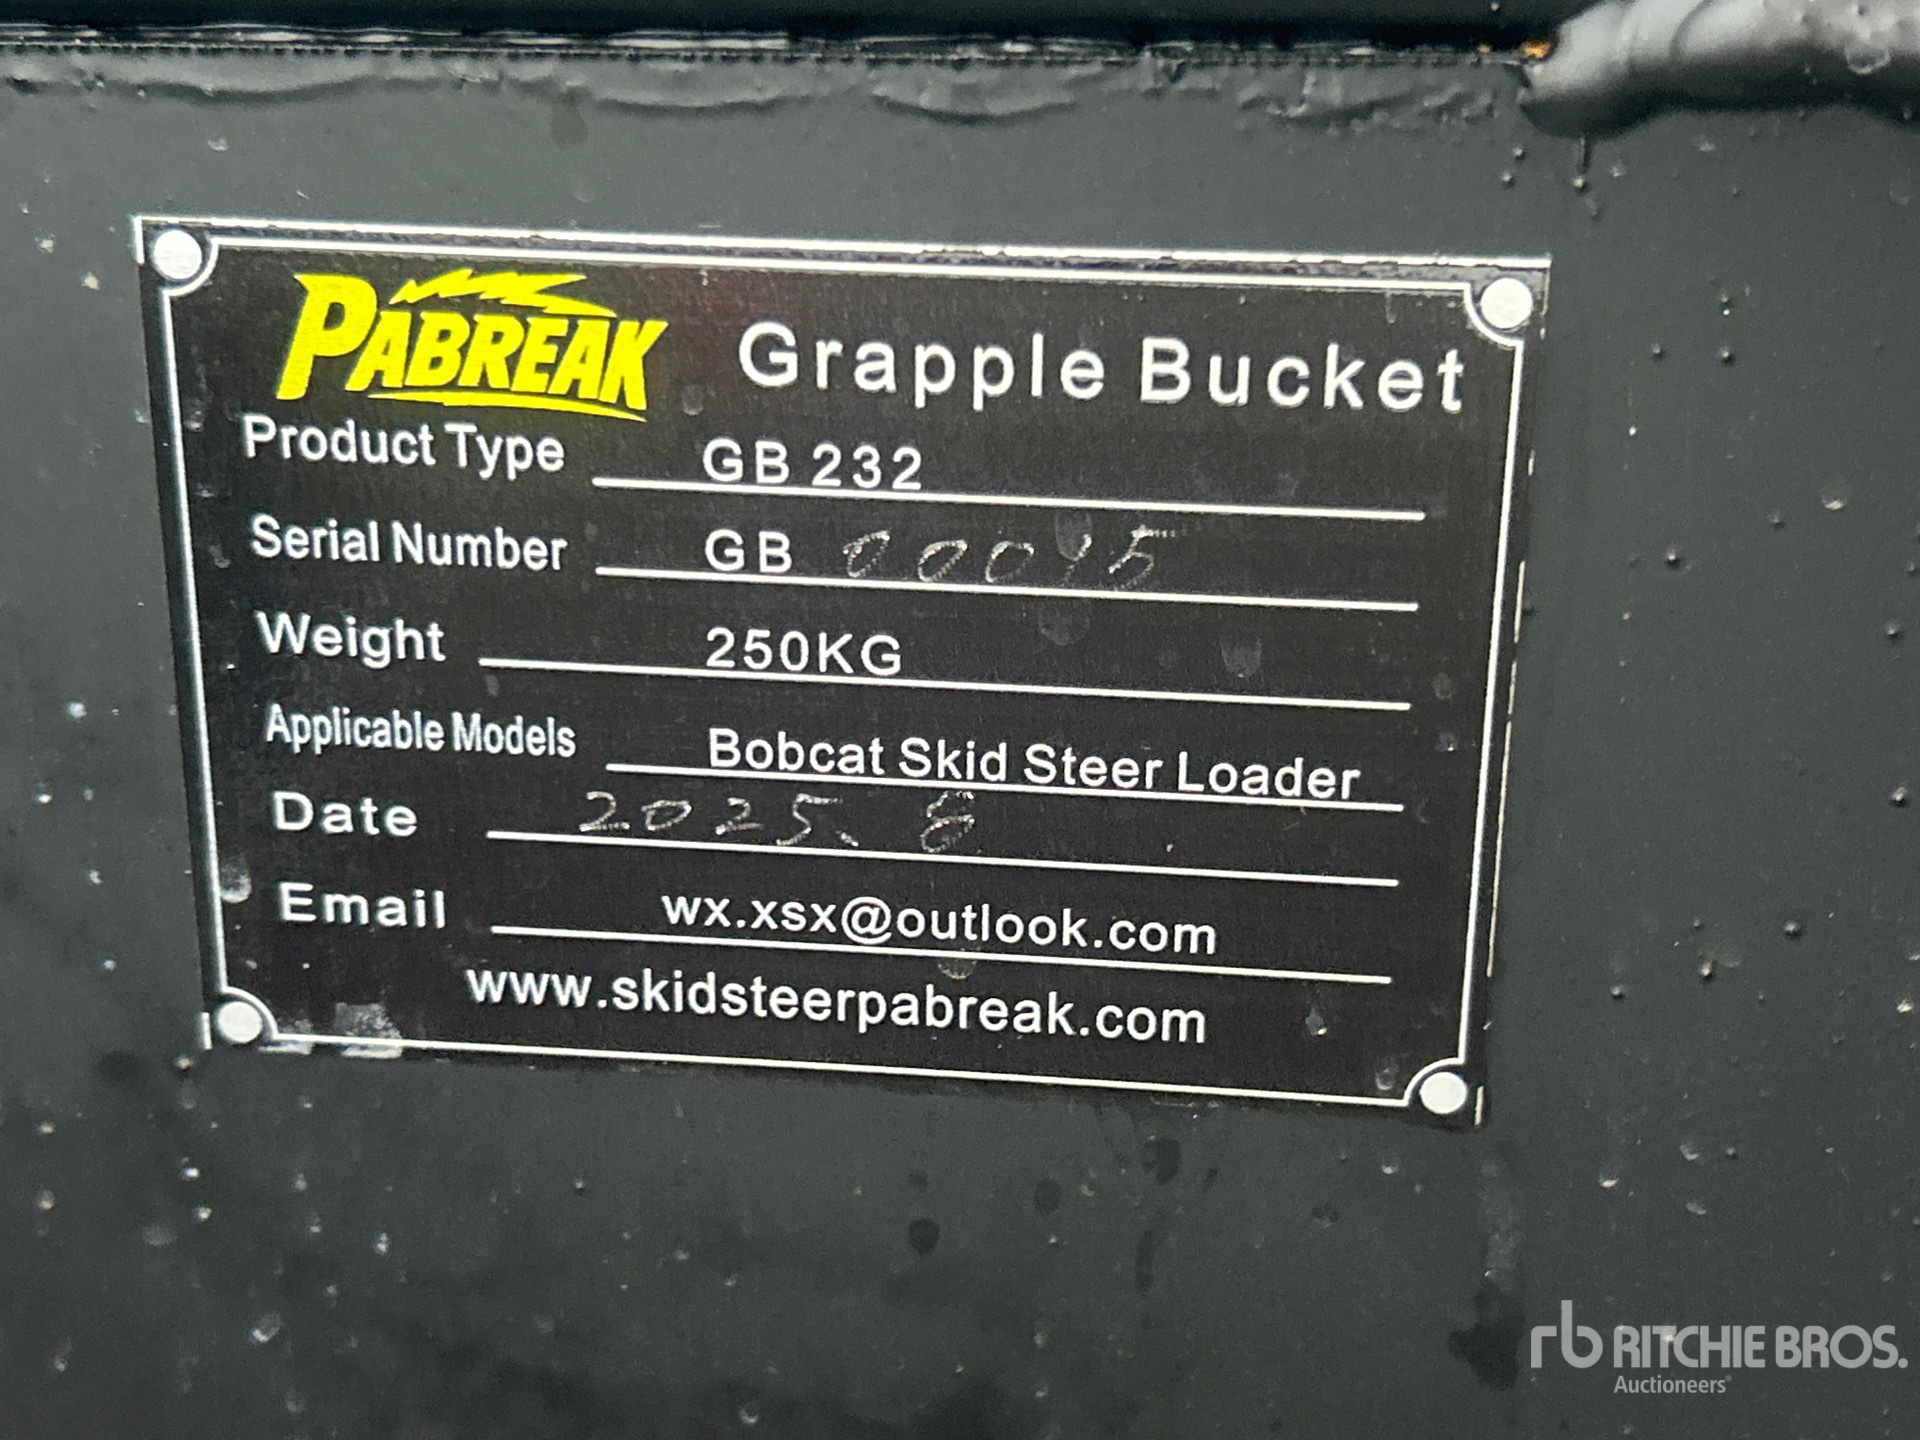 PABREAK Grapple Bucket
Product Type GB 232
Serial Number GB 00015
Weight 250KG
Applicable Models Bobcat Skid Steer Loader
Date 2025.8
Email wx.xsx@outlook.com
www.skidsteerpabreak.com
rb RITCHIE BROS.
Auctioneers